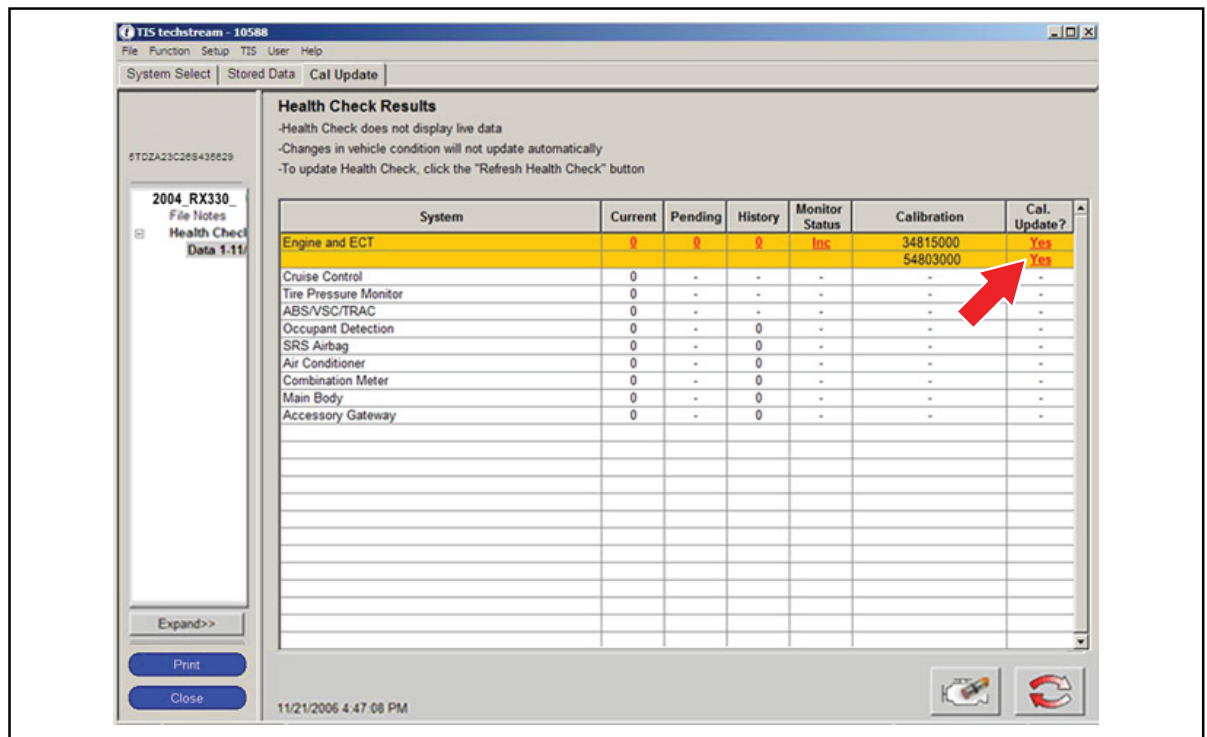 TIS techstream - 10588
File Function Setup TIS User Help
System Select Stored Data Cal Update
Health Check Results
-Health Check does not display live data
-Changes in vehicle condition will not update automatically
-To update Health Check, click the "Refresh Health Check" button
5TDZA23C26S435629
2004_RX330_
File Notes
Health Check
Data 1-11/
System Current Pending History Monitor Status Calibration Cal. Update?
Engine and ECT 0 0 0 Inc 34815000 Yes
54803000 Yes
Cruise Control 0 - - - - -
Tire Pressure Monitor 0 - - - - -
ABS/VSC/TRAC 0 - - - - -
Occupant Detection 0 - 0 - - -
SRS Airbag 0 - 0 - - -
Air Conditioner 0 - 0 - - -
Combination Meter 0 - 0 - - -
Main Body 0 - 0 - - -
Accessory Gateway 0 - 0 - - -
Expand>>
Print
Close
11/21/2006 4:47:08 PM